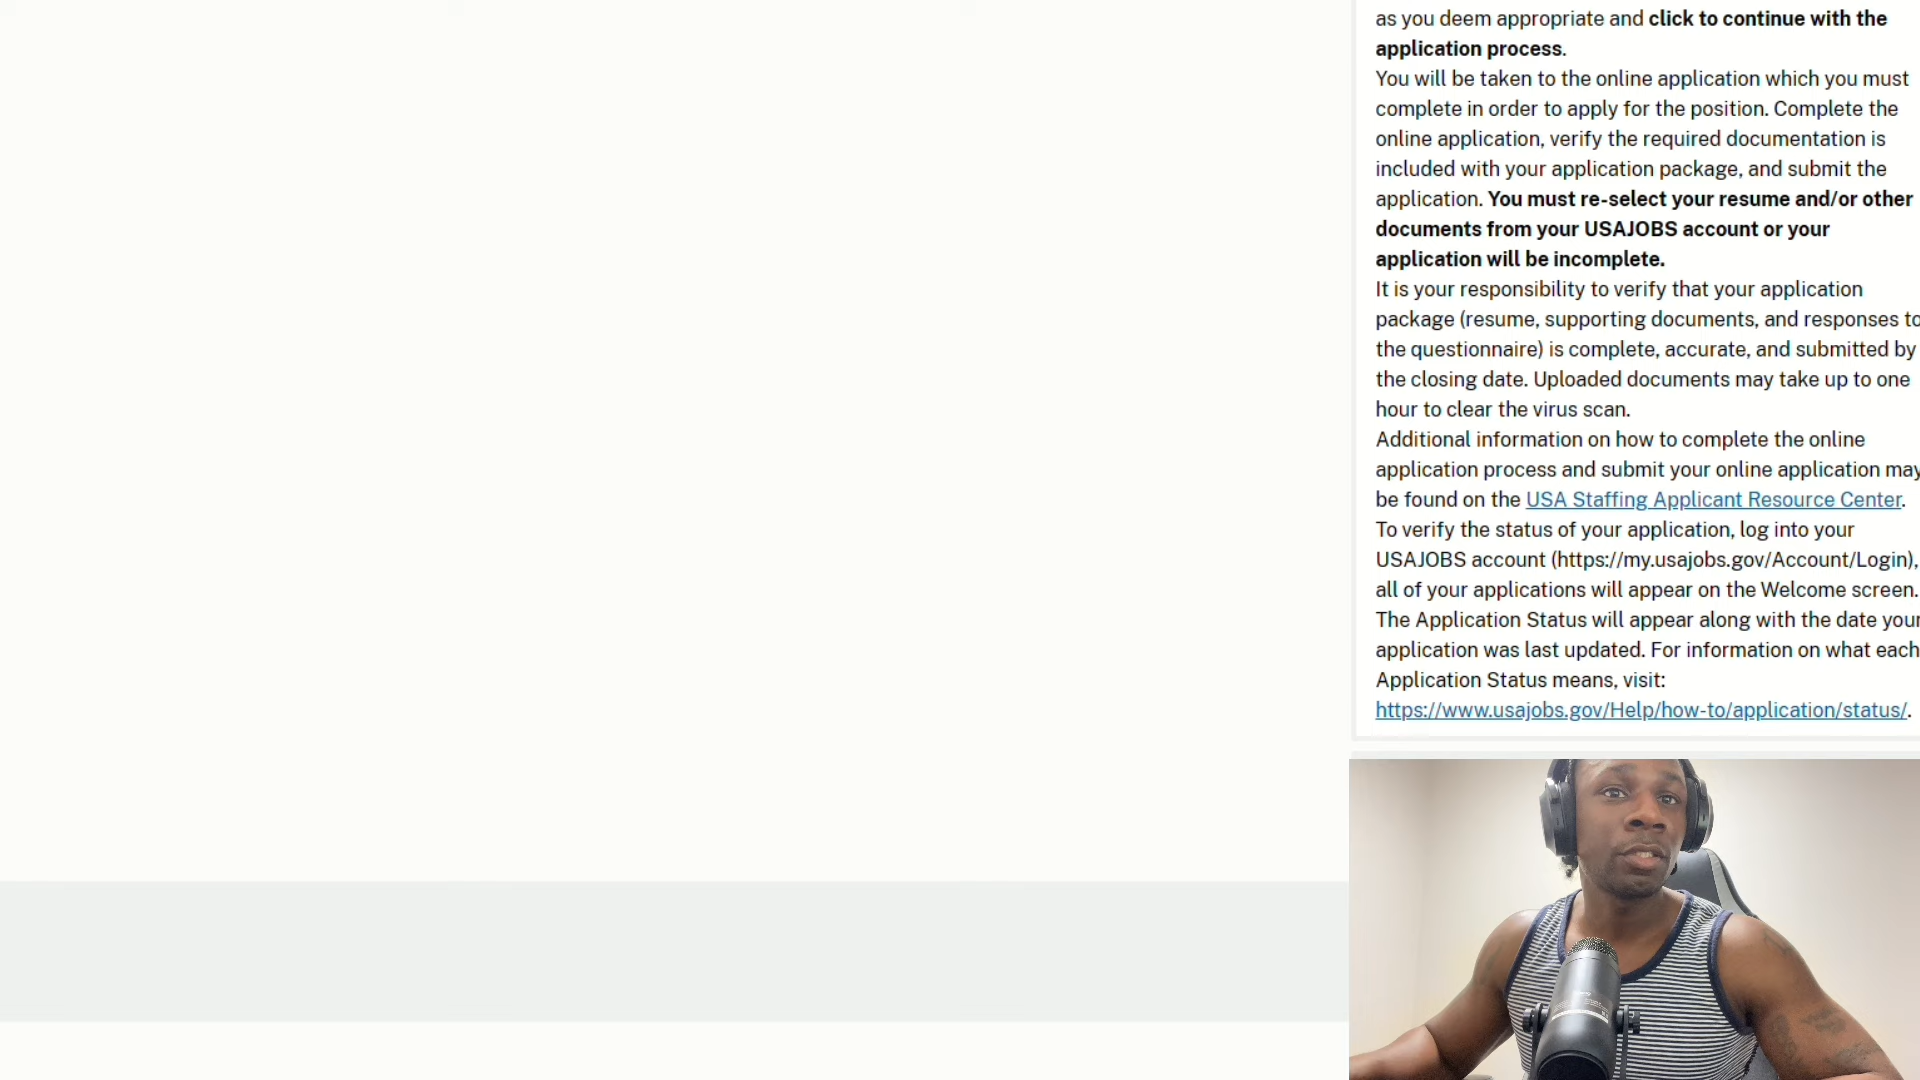 as you deem appropriate and click to continue with the
application process.
You will be taken to the online application which you must
complete in order to apply for the position. Complete the
online application, verify the required documentation is
included with your application package, and submit the
application. You must re-select your resume and/or other
documents from your USAJOBS account or your
application will be incomplete.
It is your responsibility to verify that your application
package (resume, supporting documents, and responses to
the questionnaire) is complete, accurate, and submitted by
the closing date. Uploaded documents may take up to one
hour to clear the virus scan.
Additional information on how to complete the online
application process and submit your online application may
be found on the USA Staffing Applicant Resource Center.
To verify the status of your application, log into your
USAJOBS account (https://my.usajobs.gov/Account/Login),
all of your applications will appear on the Welcome screen.
The Application Status will appear along with the date your
application was last updated. For information on what each
Application Status means, visit:
https://www.usajobs.gov/Help/how-to/application/status/.